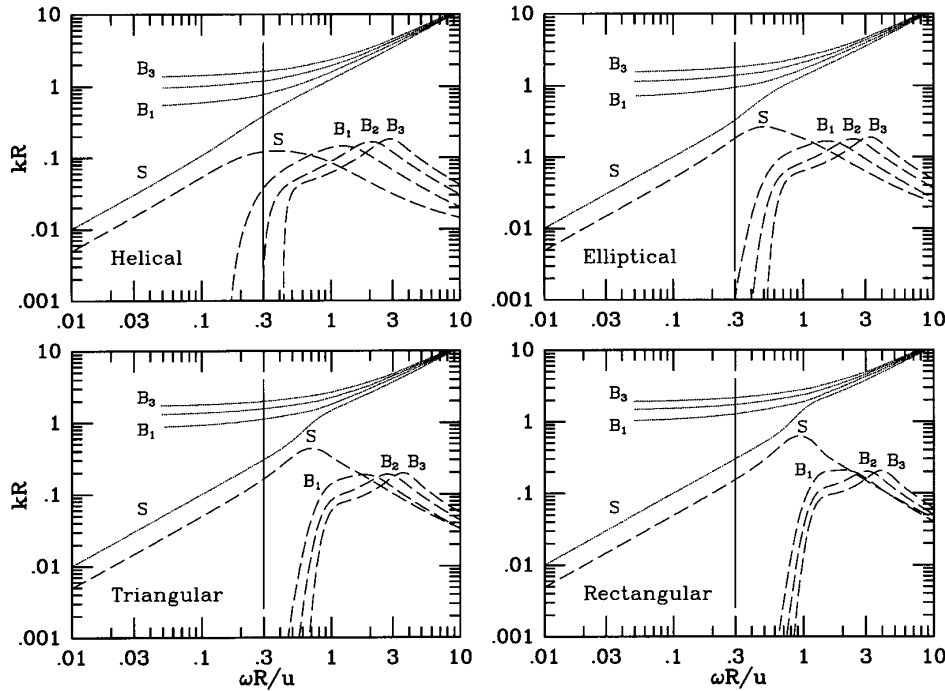 10
1
kR
.1
.01
.001
B₃
B₁
S
S
B₁ B₂ B₃
Helical
.01 .03 .1 .3 1 3 10
10
1
.1
.01
.001
B₃
B₁
S
S
B₁ B₂ B₃
Elliptical
.01 .03 .1 .3 1 3 10
10
1
kR
.1
.01
.001
B₃
B₁
S
S
B₁
B₂ B₃
Triangular
.01 .03 .1 .3 1 3 10
ωR/u
10
1
.1
.01
.001
B₃
B₁
S
S
B₁
B₂ B₃
Rectangular
.01 .03 .1 .3 1 3 10
ωR/u